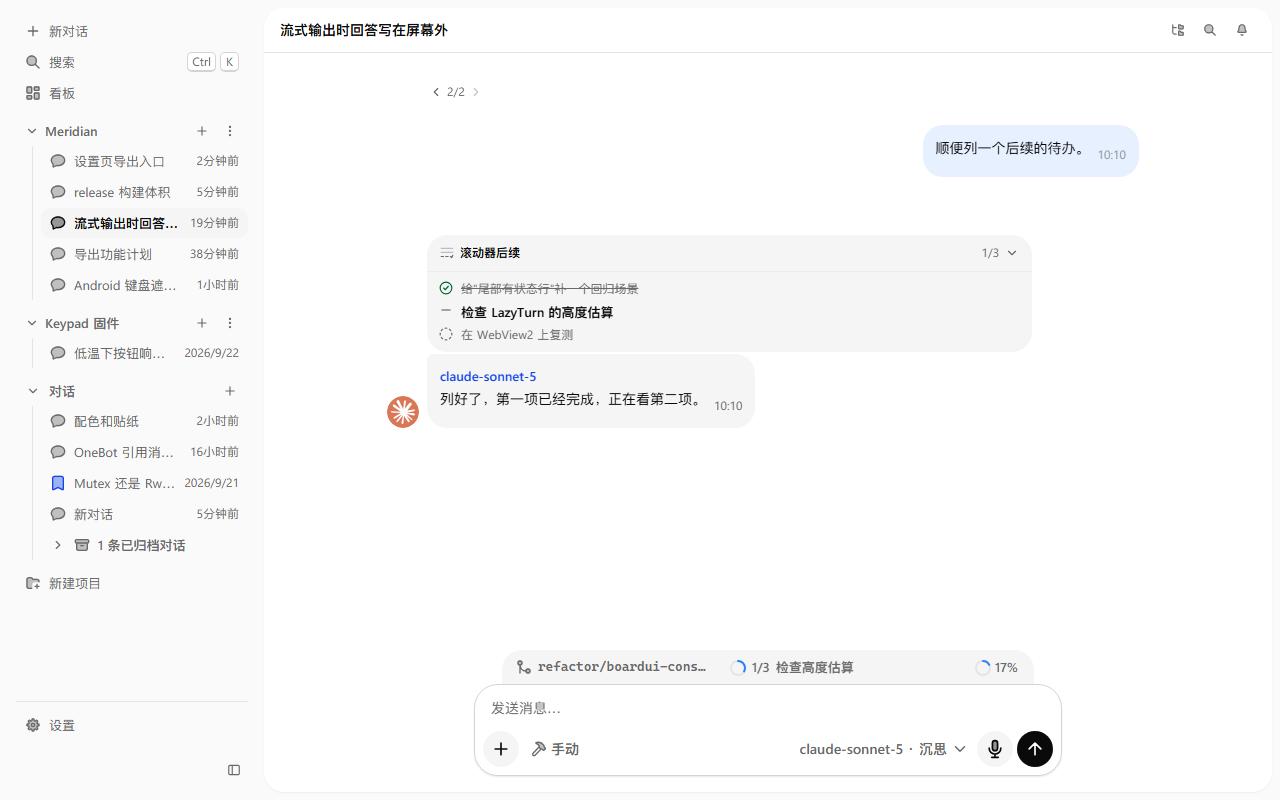 新对话
搜索 Ctrl K
看板
Meridian
设置页导出入口 2分钟前
release 构建体积 5分钟前
流式输出时回答... 19分钟前
导出功能计划 38分钟前
Android 键盘遮... 1小时前
Keypad 固件
低温下按钮响... 2026/9/22
对话
配色和贴纸 2小时前
OneBot 引用消... 16小时前
Mutex 还是 Rw... 2026/9/21
新对话 5分钟前
1 条已归档对话
新建项目
设置
流式输出时回答写在屏幕外
2/2
顺便列一个后续的待办。 10:10
滚动器后续 1/3
给"尾部有状态行"补一个回归场景
检查 LazyTurn 的高度估算
在 WebView2 上复测
claude-sonnet-5
列好了，第一项已经完成，正在看第二项。 10:10
refactor/boardui-cons... 1/3 检查高度估算 17%
发送消息...
手动 claude-sonnet-5 · 沉思